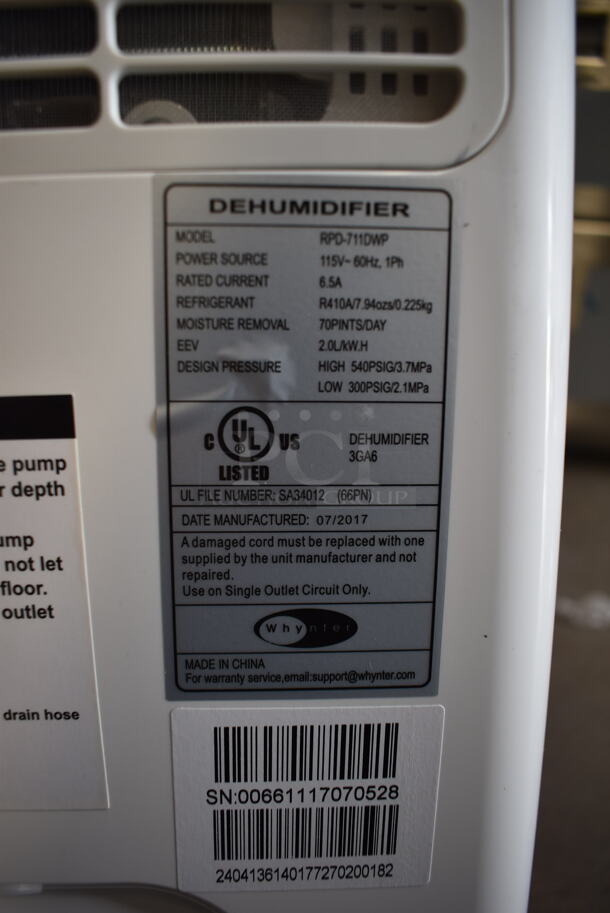 DEHUMIDIFIER
MODEL RPD-711DWP
POWER SOURCE 115V~ 60Hz, 1Ph
RATED CURRENT 6.5A
REFRIGERANT R410A/7.94ozs/0.225kg
MOISTURE REMOVAL 70PINTS/DAY
EEV 2.0L/kW.H
DESIGN PRESSURE HIGH 540PSIG/3.7MPa
LOW 300PSIG/2.1MPa
C UL ® US
LISTED
DEHUMIDIFIER
3GA6
UL FILE NUMBER: SA34012 (66PN)
DATE MANUFACTURED: 07/2017
A damaged cord must be replaced with one
supplied by the unit manufacturer and not
repaired.
Use on Single Outlet Circuit Only.
Whynter
MADE IN CHINA
For warranty service,email:support@whynter.com
SN:00661117070528
2404136140177270200182
e pump
r depth
ump
not let
floor.
outlet
drain hose
PCI
GROUP